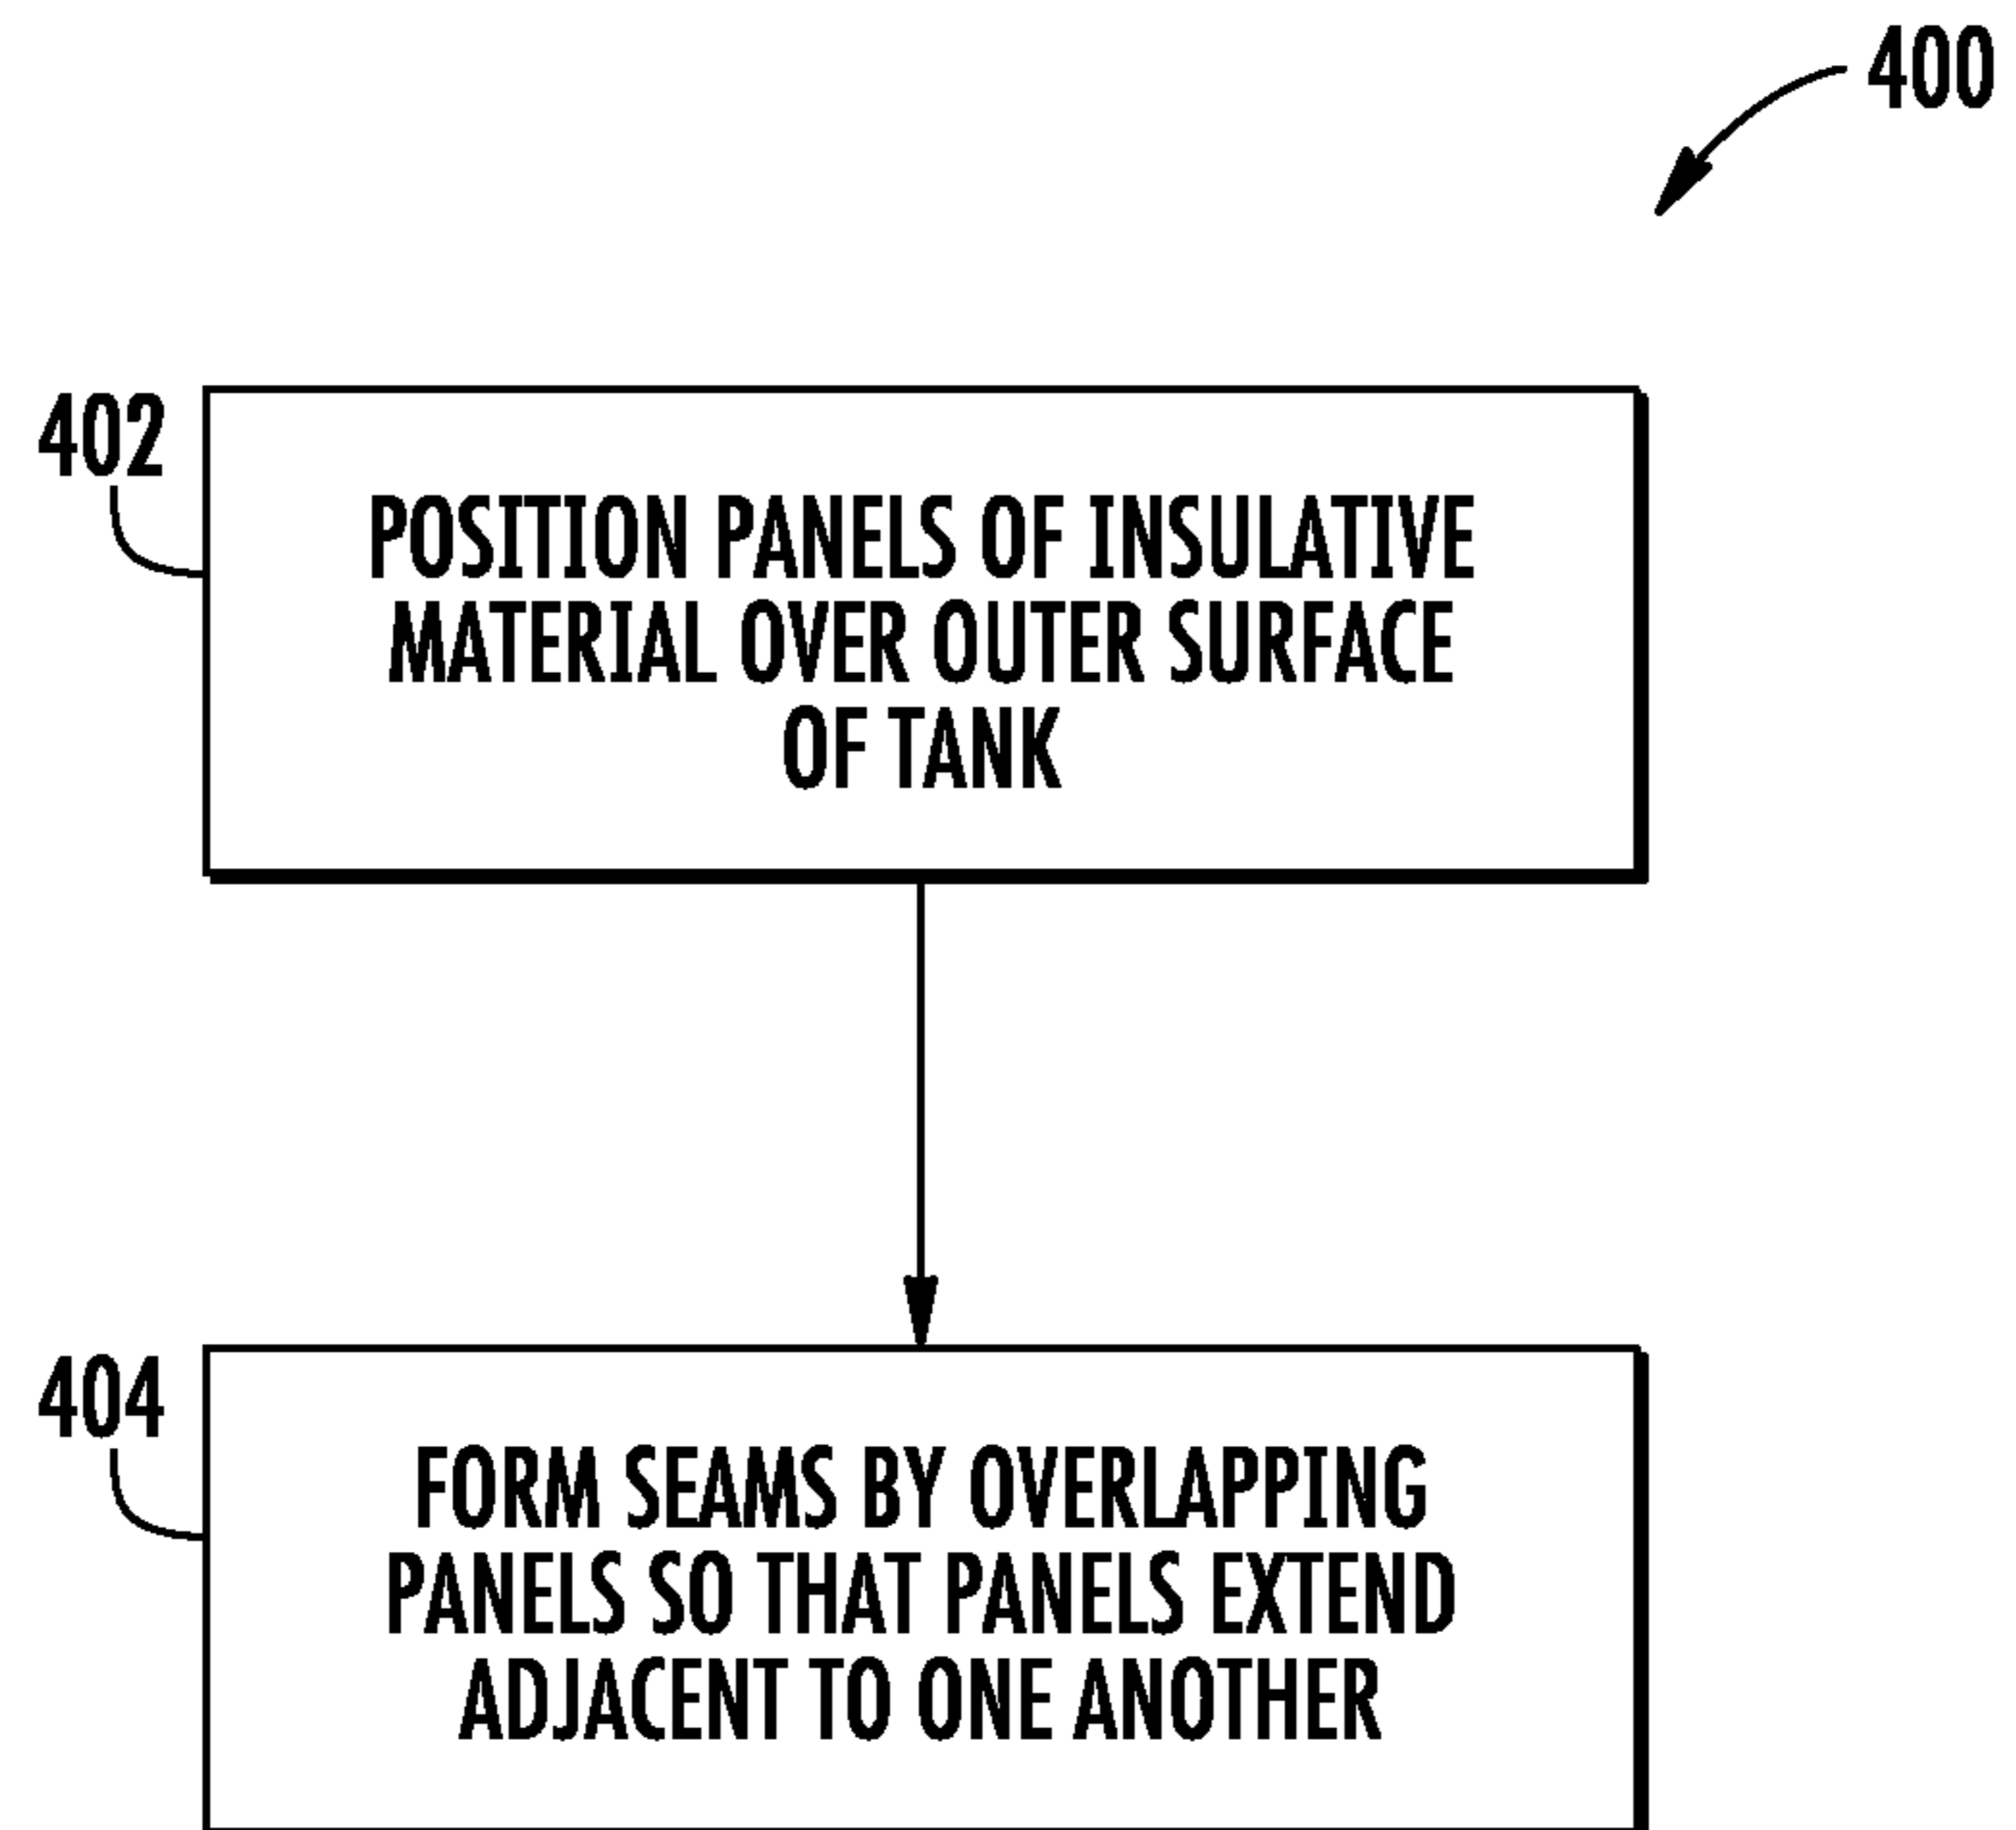 400
402
POSITION PANELS OF INSULATIVE
MATERIAL OVER OUTER SURFACE
OF TANK
404
FORM SEAMS BY OVERLAPPING
PANELS SO THAT PANELS EXTEND
ADJACENT TO ONE ANOTHER